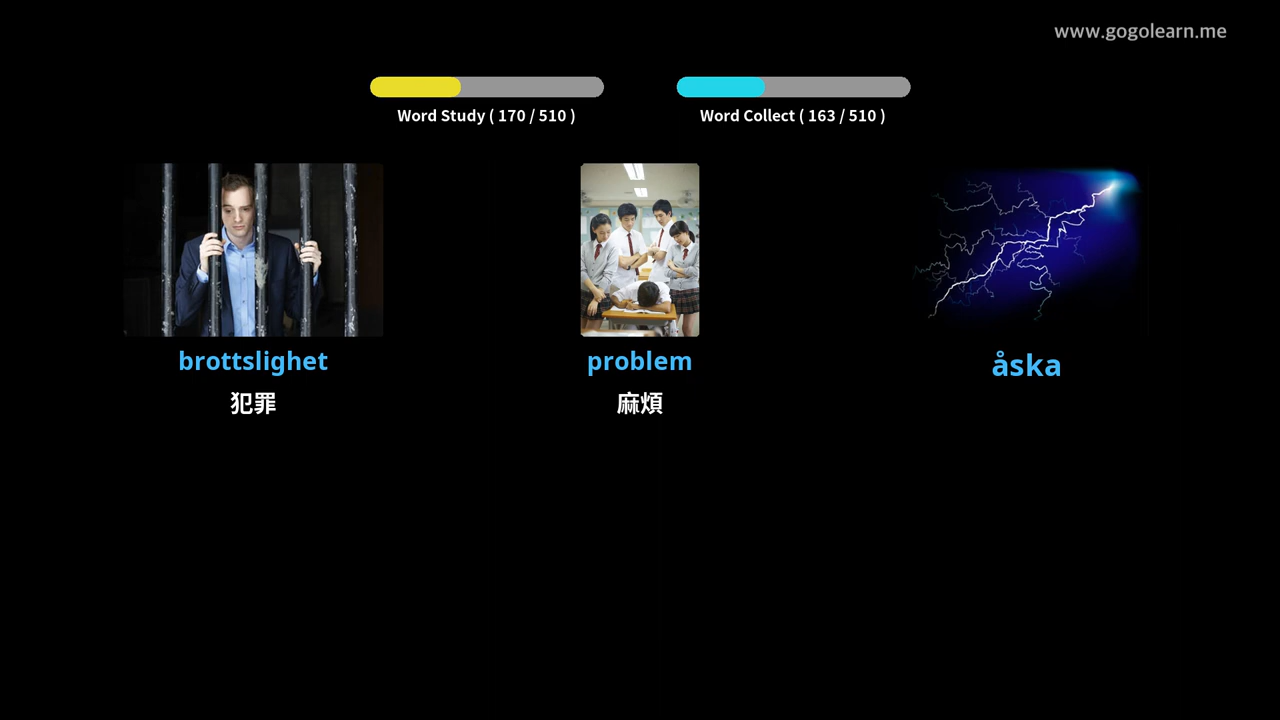 www.gogolearn.me
Word Study ( 170 / 510 )
Word Collect ( 163 / 510 )
brottslighet
犯罪
problem
麻煩
åska